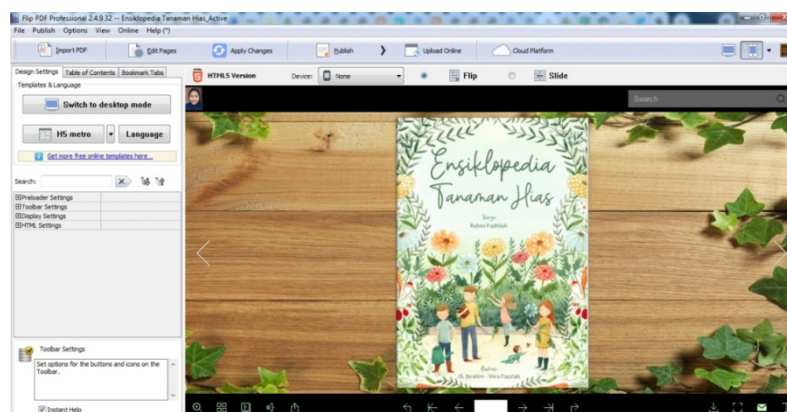 Flip PDF Professional 2.4.9.32 -- Ensiklopedia Tanaman Hias_Active
File Publish Options View Online Help (*)
Import PDF Edit Pages Apply Changes Publish Upload Online Cloud Platform
Design Settings Table of Contents Bookmark Tabs
HTML5 Version Device: None Flip Slide
Templates & Language
Switch to desktop mode
H5 metro Language
Get more free online templates here...
Search:
Preloader Settings
Toolbar Settings
Display Settings
HTML Settings
Toolbar Settings
Set options for the buttons and icons on the
Toolbar.
Instant Help
Search
Ensiklopedia
Tanaman Hias
Karya
Rahmi Fadhilah
JS. Ibrahim - Vera Fauziah